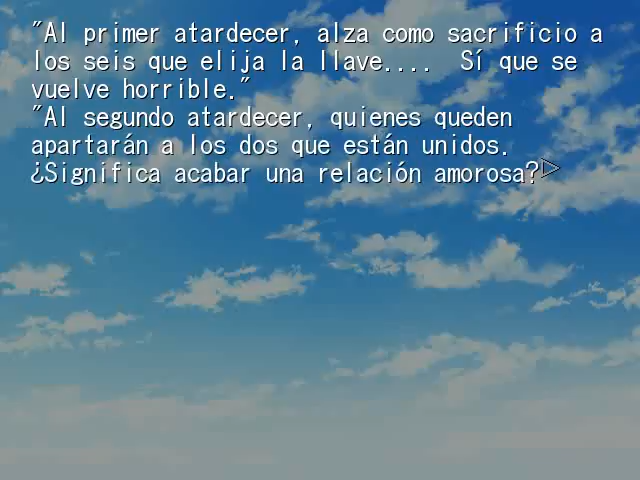 "Al primer atardecer, alza como sacrificio a
los seis que elija la llave....  Sí que se
vuelve horrible."
"Al segundo atardecer, quienes queden
apartarán a los dos que están unidos.
¿Significa acabar una relación amorosa?